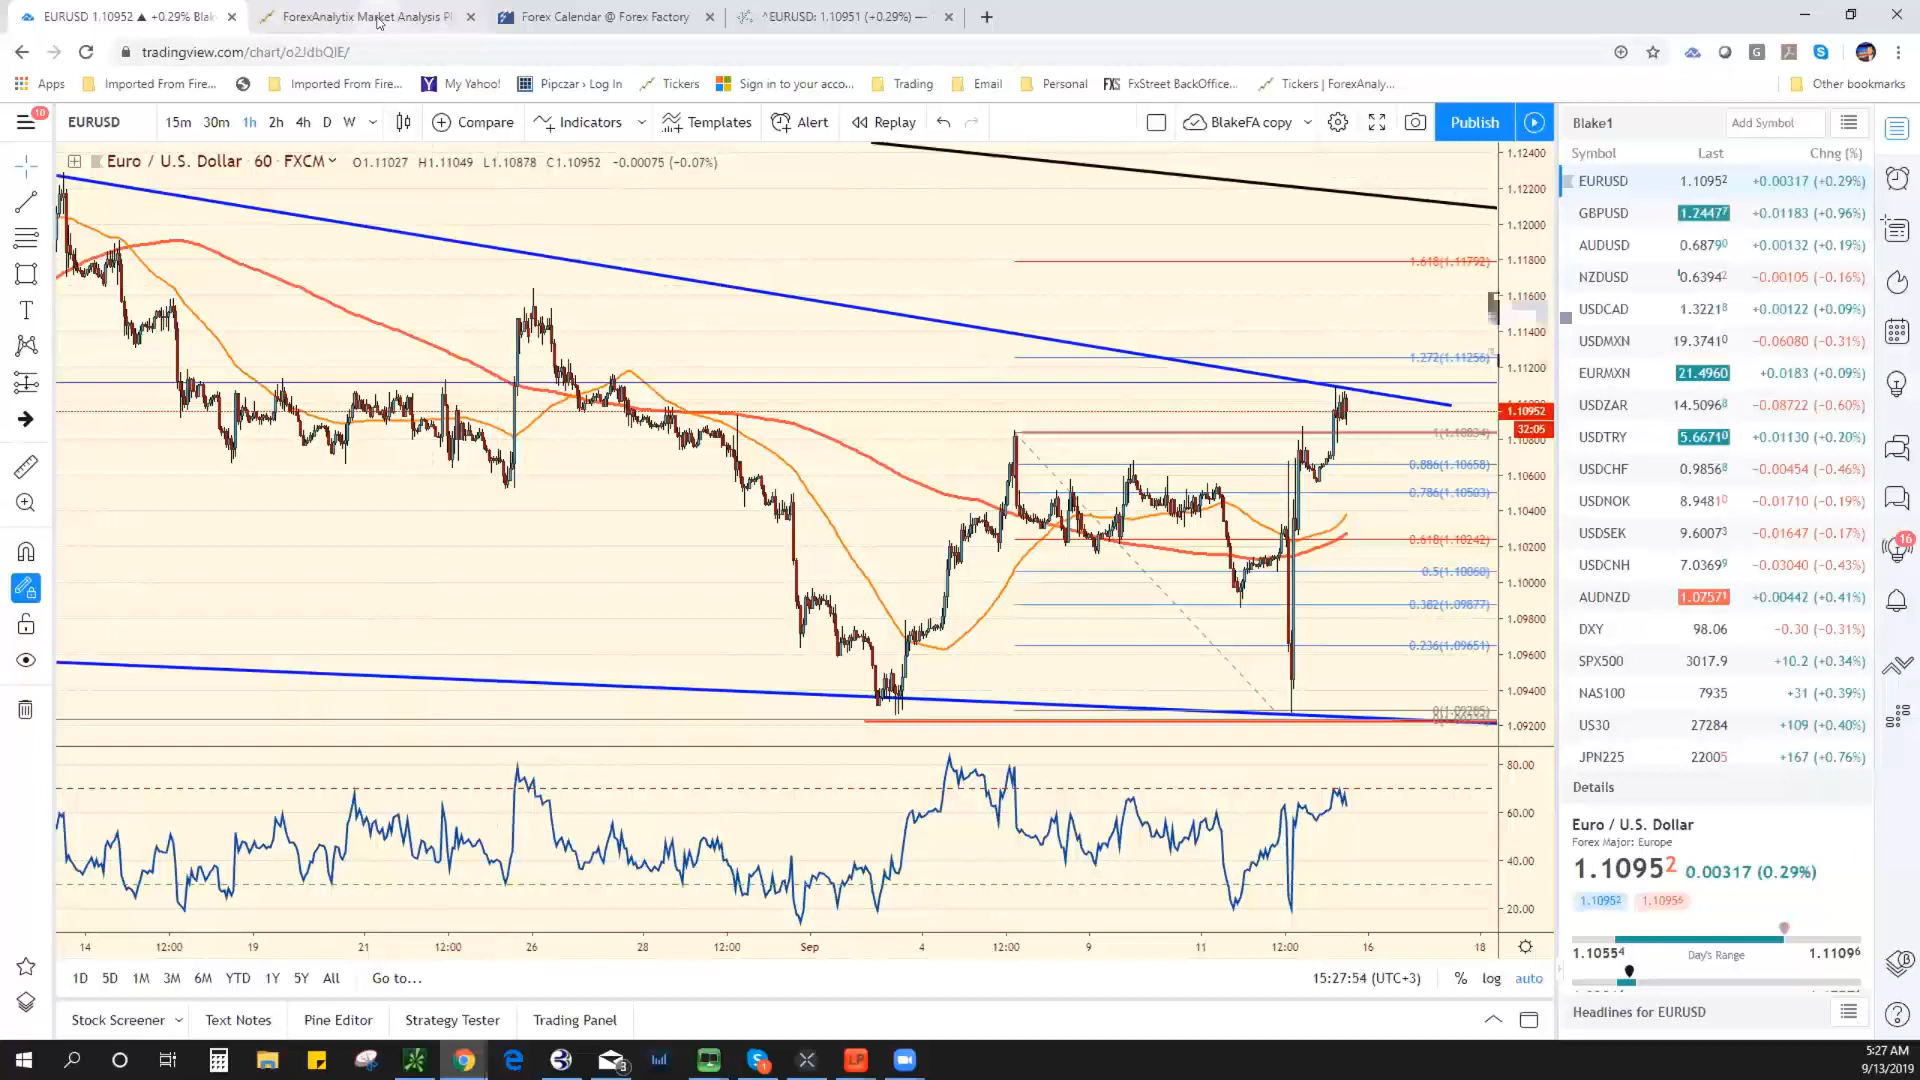 EURUSD 1.10952 ▲ +0.29% Blak
ForexAnalytix Market Analysis Pl
Forex Calendar @ Forex Factory
^EURUSD: 1.10951 (+0.29%) —
tradingview.com/chart/o2JdbQIE/
Apps
Imported From Fire...
Imported From Fire...
My Yahoo!
Pipczar › Log In
Tickers
Sign in to your acco...
Trading
Email
Personal
FXS FxStreet BackOffice...
Tickers | ForexAnaly...
Other bookmarks
10
EURUSD
15m 30m 1h 2h 4h D W
Compare
Indicators
Templates
Alert
Replay
BlakeFA copy
Publish
Euro / U.S. Dollar · 60 · FXCM
O1.11027 H1.11049 L1.10878 C1.10952 −0.00075 (−0.07%)
1.12400
1.12200
1.12000
1.11800
1.11600
1.11400
1.11200
1.10952
32:05
1.10800
1.10600
1.10400
1.10200
1.10000
1.09800
1.09600
1.09400
1.09200
1.618(1.11792)
1.272(1.11256)
1(1.10834)
0.886(1.10658)
0.786(1.10503)
0.618(1.10242)
0.5(1.10060)
0.382(1.09877)
0.236(1.09651)
0(1.09285)
80.00
60.00
40.00
20.00
14 12:00 19 21 12:00 26 28 12:00 Sep 4 12:00 9 11 12:00 16 18
1D 5D 1M 3M 6M YTD 1Y 5Y All Go to...
15:27:54 (UTC+3) % log auto
Stock Screener Text Notes Pine Editor Strategy Tester Trading Panel
Blake1
Add Symbol
Symbol Last Chng (%)
EURUSD 1.10952 +0.00317 (+0.29%)
GBPUSD 1.24477 +0.01183 (+0.96%)
AUDUSD 0.68790 +0.00132 (+0.19%)
NZDUSD 0.63942 −0.00105 (−0.16%)
USDCAD 1.32218 +0.00122 (+0.09%)
USDMXN 19.37410 −0.06080 (−0.31%)
EURMXN 21.4960 +0.0183 (+0.09%)
USDZAR 14.50968 −0.08722 (−0.60%)
USDTRY 5.66710 +0.01130 (+0.20%)
USDCHF 0.98568 −0.00454 (−0.46%)
USDNOK 8.94810 −0.01710 (−0.19%)
USDSEK 9.60073 −0.01647 (−0.17%)
USDCNH 7.03699 −0.03040 (−0.43%)
AUDNZD 1.07571 +0.00442 (+0.41%)
DXY 98.06 −0.30 (−0.31%)
SPX500 3017.9 +10.2 (+0.34%)
NAS100 7935 +31 (+0.39%)
US30 27284 +109 (+0.40%)
JPN225 22005 +167 (+0.76%)
Details
Euro / U.S. Dollar
Forex Major: Europe
1.10952 0.00317 (0.29%)
1.10952 1.10956
1.10554 Day's Range 1.11096
Headlines for EURUSD
16
3
1
LP
5:27 AM
9/13/2019